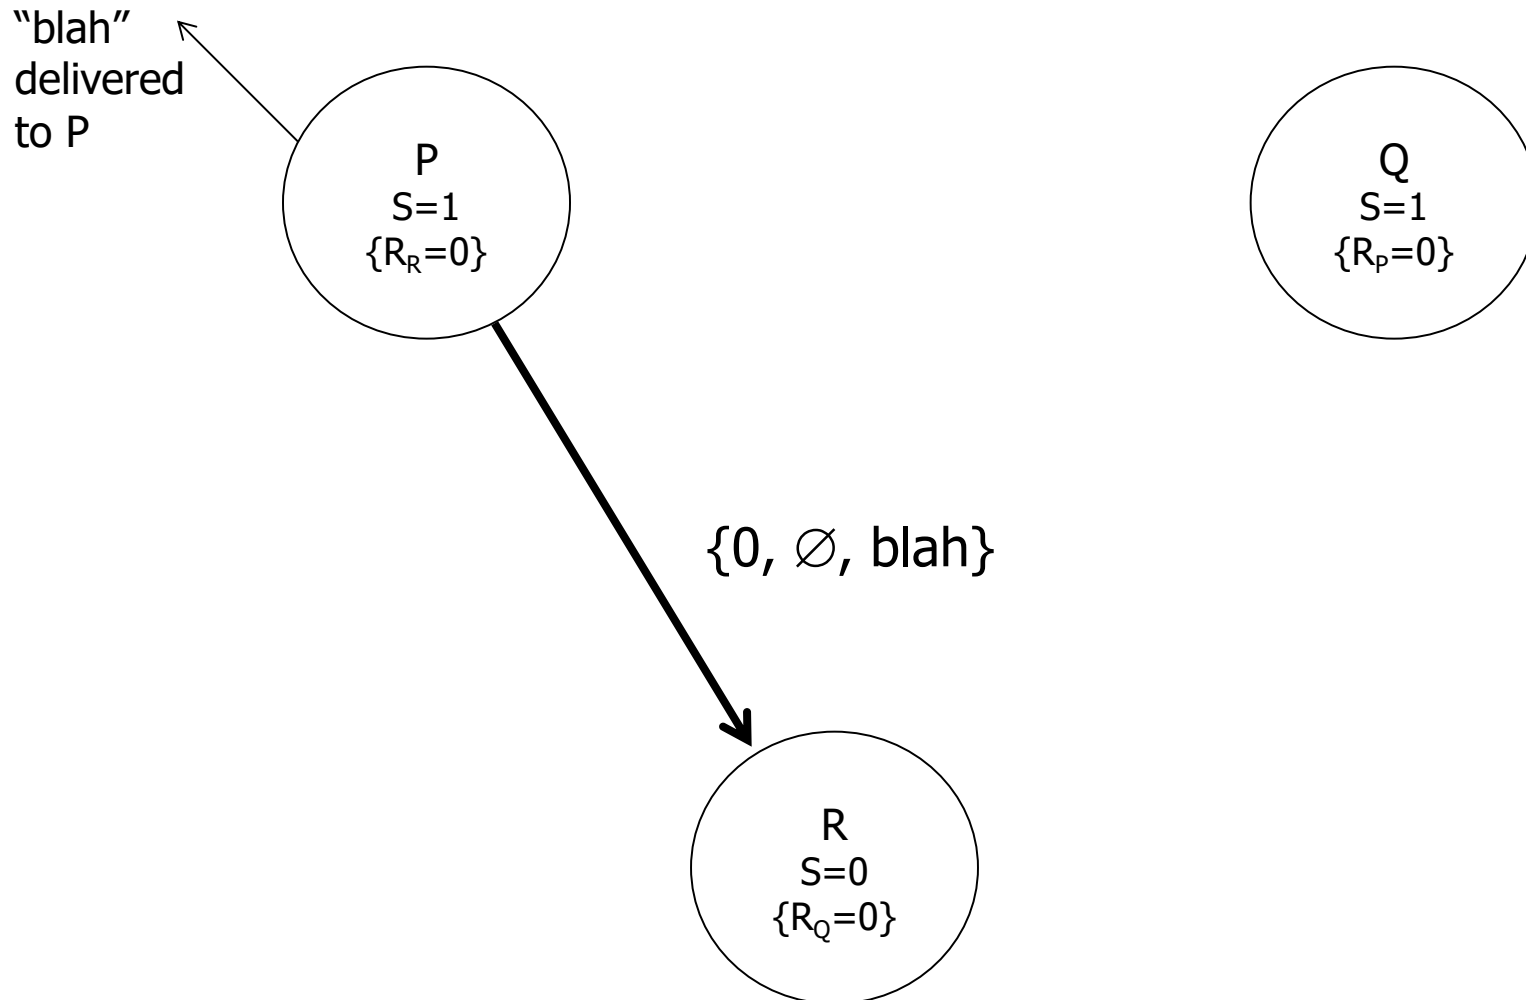 “blah”
delivered
to P
P
S=1
{R_R=0}
Q
S=1
{R_P=0}
{0, ∅, blah}
R
S=0
{R_Q=0}